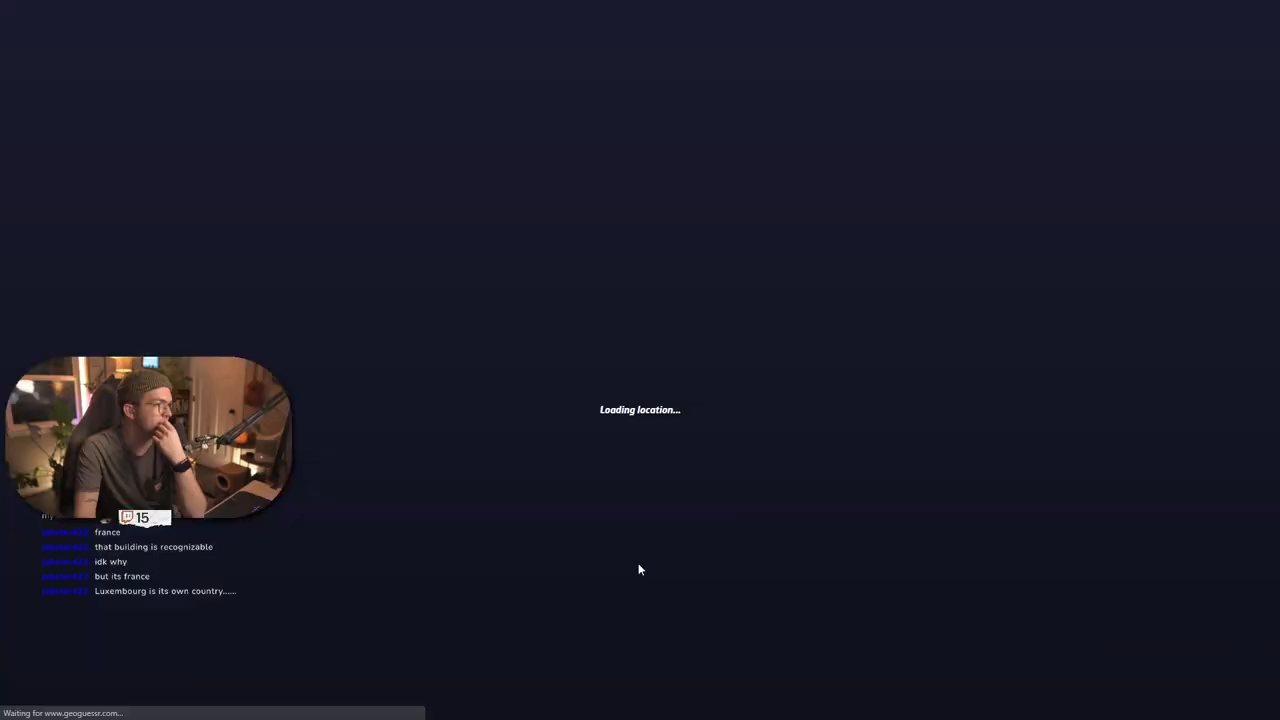 Loading location...
my
15
france
that building is recognizable
idk why
but its france
Luxembourg is its own country......
Waiting for www.geoguessr.com...